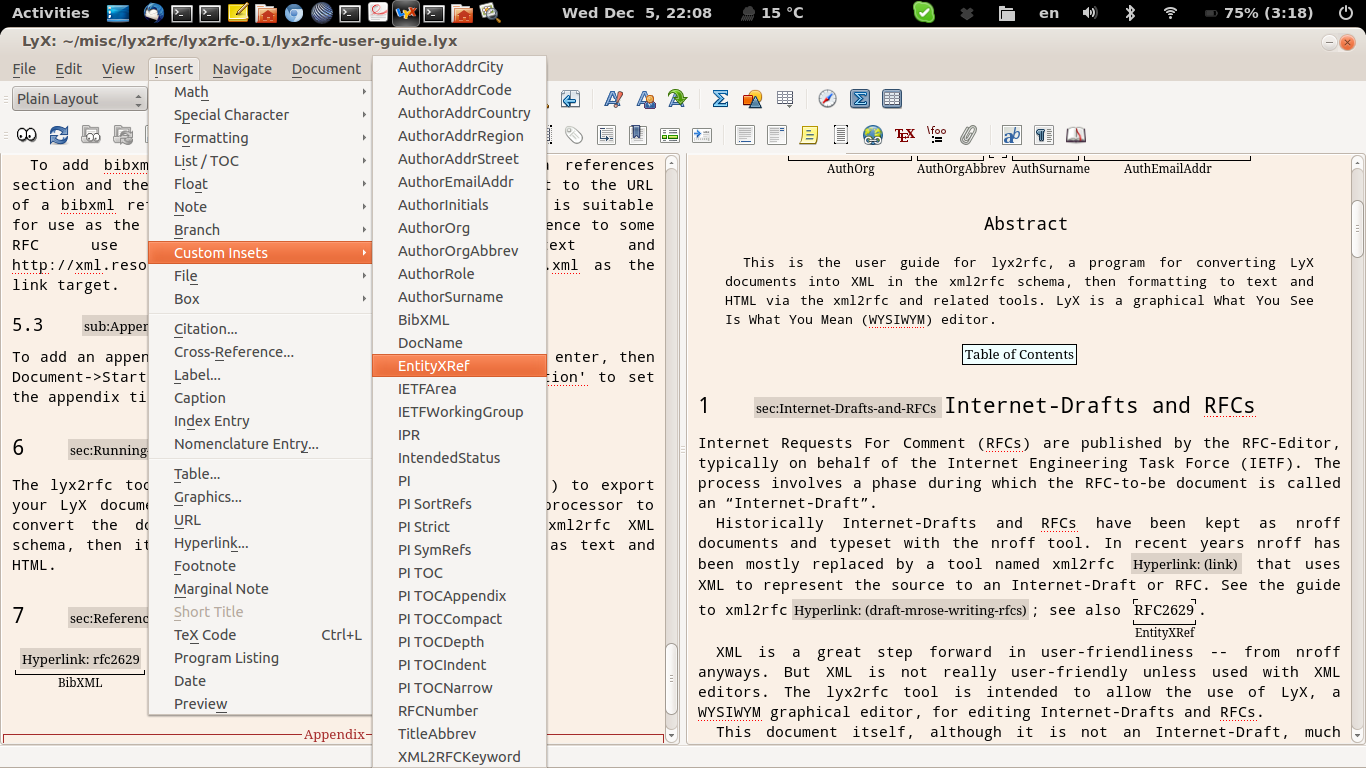 Activities
Wed Dec 5, 22:08
15 °C
en
75% (3:18)
LyX: ~/misc/lyx2rfc/lyx2rfc-0.1/lyx2rfc-user-guide.lyx
File Edit View Insert Navigate Document
Plain Layout
Math
Special Character
Formatting
List / TOC
Float
Note
Branch
Custom Insets
File
Box
Citation...
Cross-Reference...
Label...
Caption
Index Entry
Nomenclature Entry...
Table...
Graphics...
URL
Hyperlink...
Footnote
Marginal Note
Short Title
TeX Code Ctrl+L
Program Listing
Date
Preview
AuthorAddrCity
AuthorAddrCode
AuthorAddrCountry
AuthorAddrRegion
AuthorAddrStreet
AuthorEmailAddr
AuthorInitials
AuthorOrg
AuthorOrgAbbrev
AuthorRole
AuthorSurname
BibXML
DocName
EntityXRef
IETFArea
IETFWorkingGroup
IPR
IntendedStatus
PI
PI SortRefs
PI Strict
PI SymRefs
PI TOC
PI TOCAppendix
PI TOCCompact
PI TOCDepth
PI TOCIndent
PI TOCNarrow
RFCNumber
TitleAbbrev
XML2RFCKeyword
To add bibxm references
section and the t to the URL
of a bibxml re is suitable
for use as the ence to some
RFC use ext and
http://xml.reso .xml as the
link target.
5.3 sub:Appen
To add an appen enter, then
Document->Start tion' to set
the appendix ti
6 sec:Running
The lyx2rfc too ) to export
your LyX docume processor to
convert the do xml2rfc XML
schema, then it as text and
HTML.
7 sec:Referenc
Hyperlink: rfc2629
BibXML
Appendix
AuthOrg AuthOrgAbbrev AuthSurname AuthEmailAddr
Abstract
This is the user guide for lyx2rfc, a program for converting LyX
documents into XML in the xml2rfc schema, then formatting to text and
HTML via the xml2rfc and related tools. LyX is a graphical What You See
Is What You Mean (WYSIWYM) editor.
Table of Contents
1 sec:Internet-Drafts-and-RFCs Internet-Drafts and RFCs
Internet Requests For Comment (RFCs) are published by the RFC-Editor,
typically on behalf of the Internet Engineering Task Force (IETF). The
process involves a phase during which the RFC-to-be document is called
an “Internet-Draft”.
Historically Internet-Drafts and RFCs have been kept as nroff
documents and typeset with the nroff tool. In recent years nroff has
been mostly replaced by a tool named xml2rfc Hyperlink: (link) that uses
XML to represent the source to an Internet-Draft or RFC. See the guide
to xml2rfc Hyperlink: (draft-mrose-writing-rfcs) ; see also RFC2629 .
EntityXRef
XML is a great step forward in user-friendliness -- from nroff
anyways. But XML is not really user-friendly unless used with XML
editors. The lyx2rfc tool is intended to allow the use of LyX, a
WYSIWYM graphical editor, for editing Internet-Drafts and RFCs.
This document itself, although it is not an Internet-Draft, much